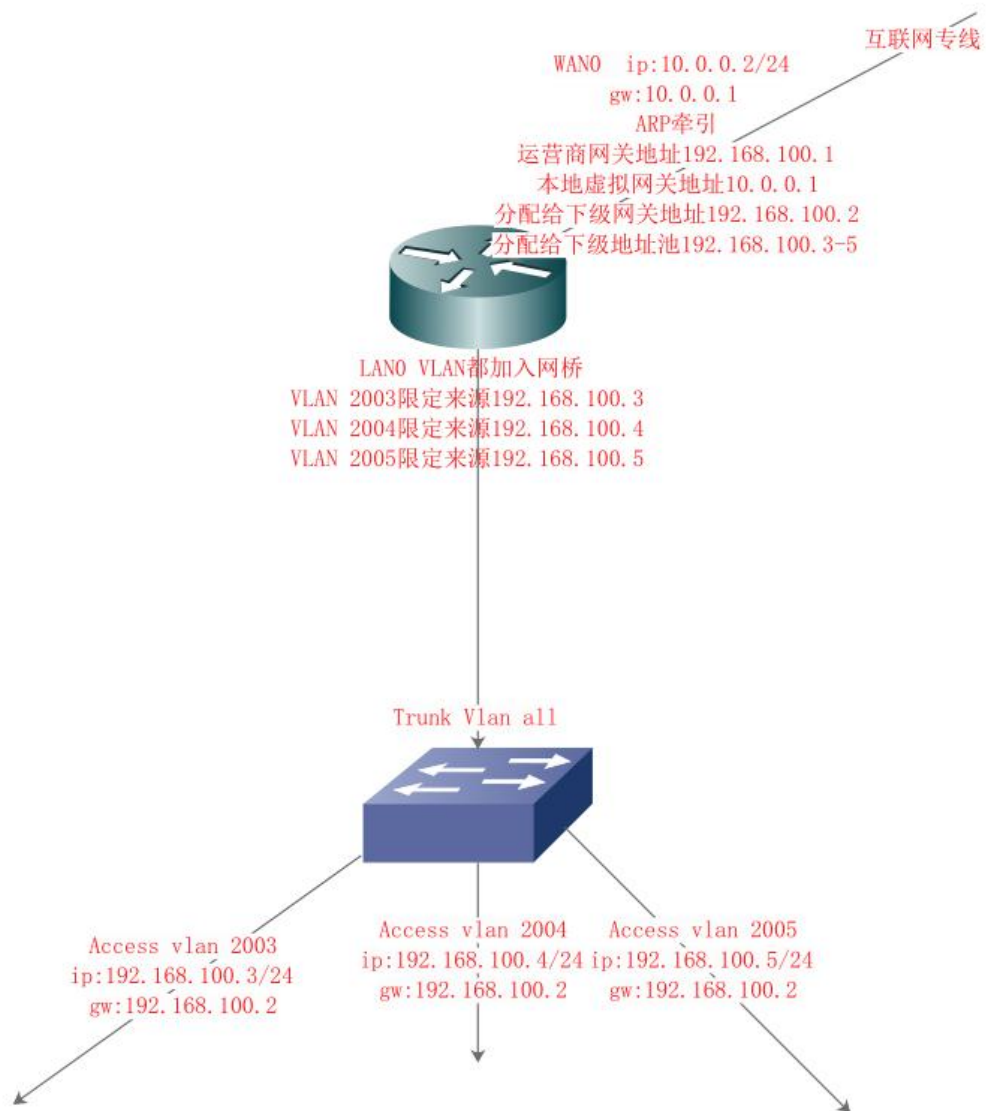 互联网专线
WANO ip:10.0.0.2/24
gw:10.0.0.1
ARP牵引
运营商网关地址192.168.100.1
本地虚拟网关地址10.0.0.1
分配给下级网关地址192.168.100.2
分配给下级地址池192.168.100.3-5
LANO VLAN都加入网桥
VLAN 2003限定来源192.168.100.3
VLAN 2004限定来源192.168.100.4
VLAN 2005限定来源192.168.100.5
Trunk Vlan all
Access vlan 2003
ip:192.168.100.3/24
gw:192.168.100.2
Access vlan 2004
ip:192.168.100.4/24
gw:192.168.100.2
Access vlan 2005
ip:192.168.100.5/24
gw:192.168.100.2